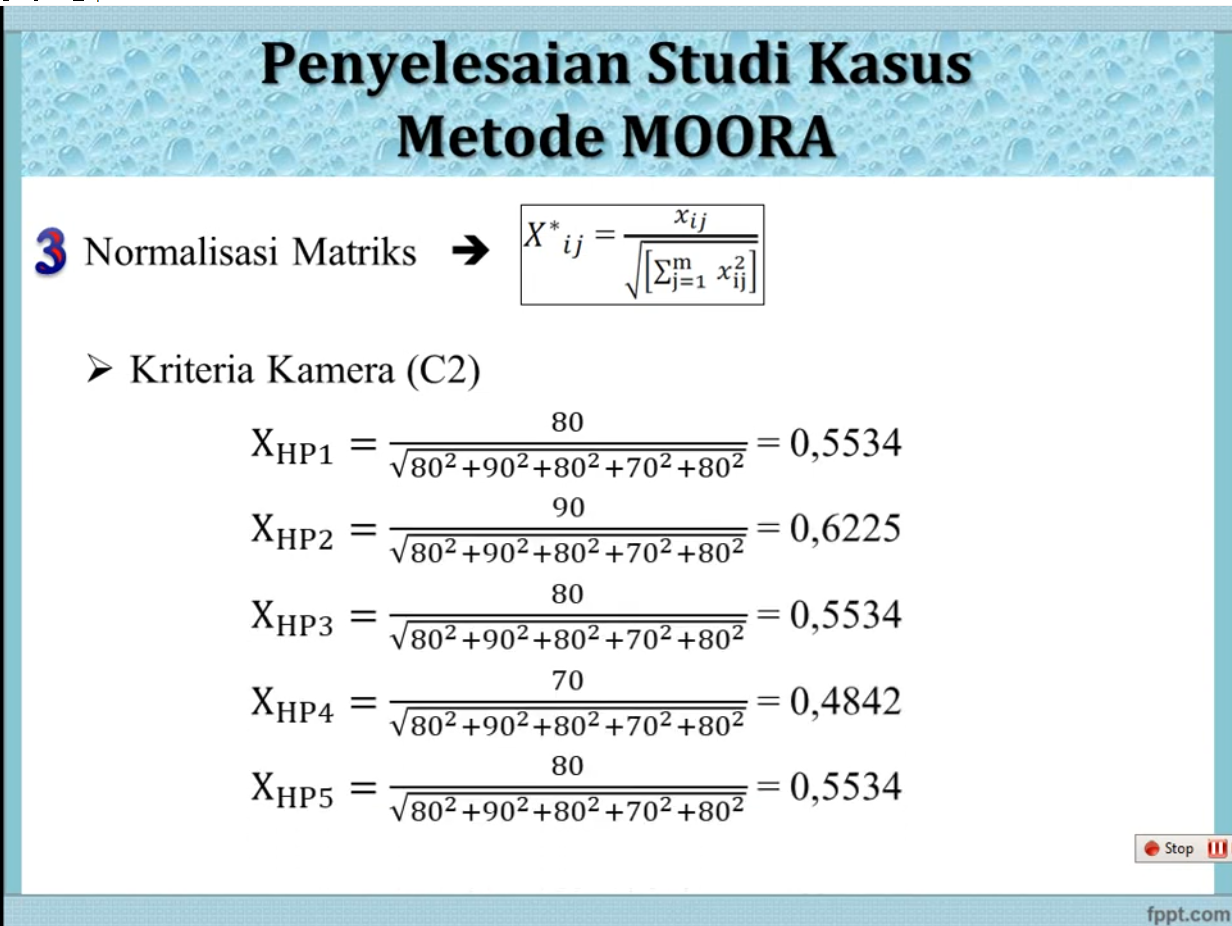 Penyelesaian Studi Kasus
Metode MOORA
3 Normalisasi Matriks ➔ X*ij = xij / √[∑j=1m xij2]
➢ Kriteria Kamera (C2)
XHP1 = 80 / √80²+90²+80²+70²+80² = 0,5534
XHP2 = 90 / √80²+90²+80²+70²+80² = 0,6225
XHP3 = 80 / √80²+90²+80²+70²+80² = 0,5534
XHP4 = 70 / √80²+90²+80²+70²+80² = 0,4842
XHP5 = 80 / √80²+90²+80²+70²+80² = 0,5534
Stop
fppt.com